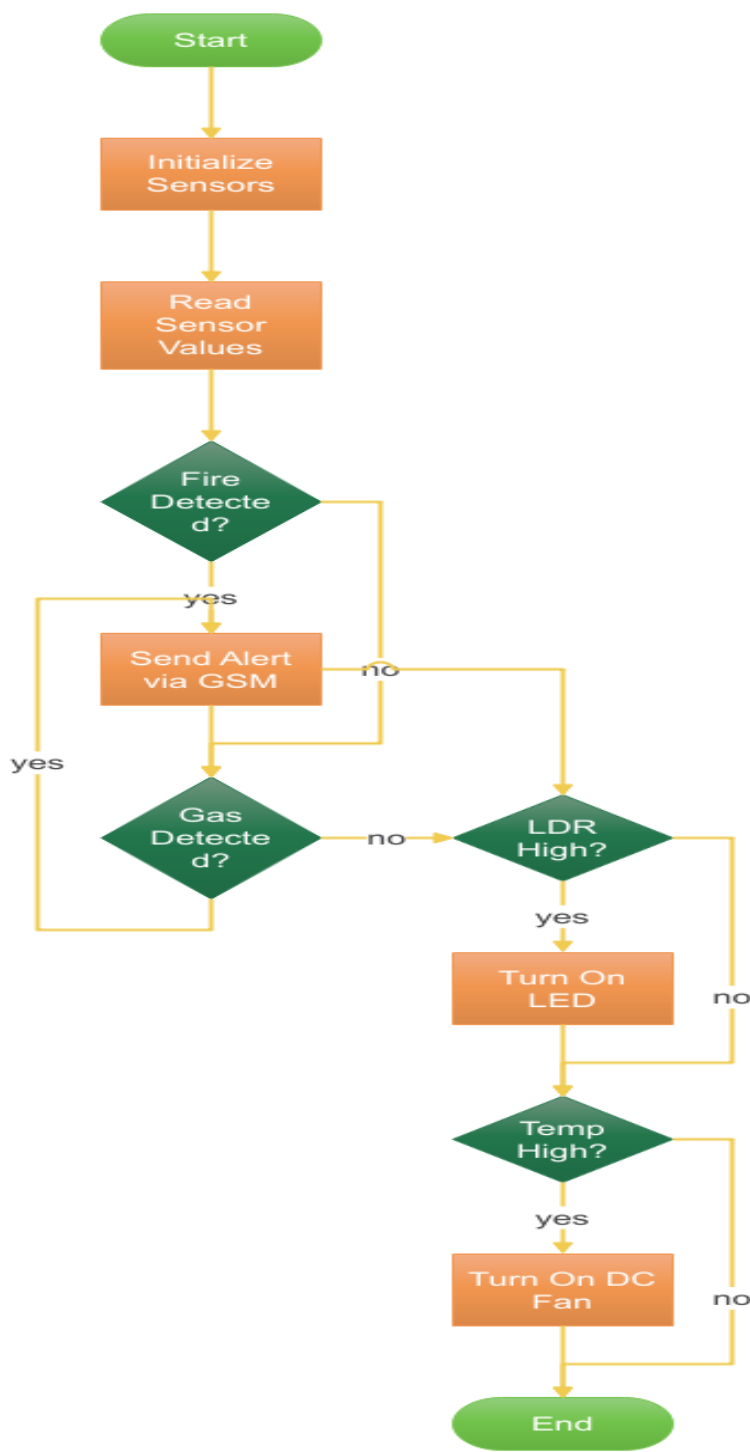 Start
Initialize
Sensors
Read
Sensor
Values
Fire
Detecte
d?
yes
Send Alert
via GSM
no
yes
Gas
Detecte
d?
no
LDR
High?
yes
Turn On
LED
no
Temp
High?
yes
Turn On DC
Fan
no
End